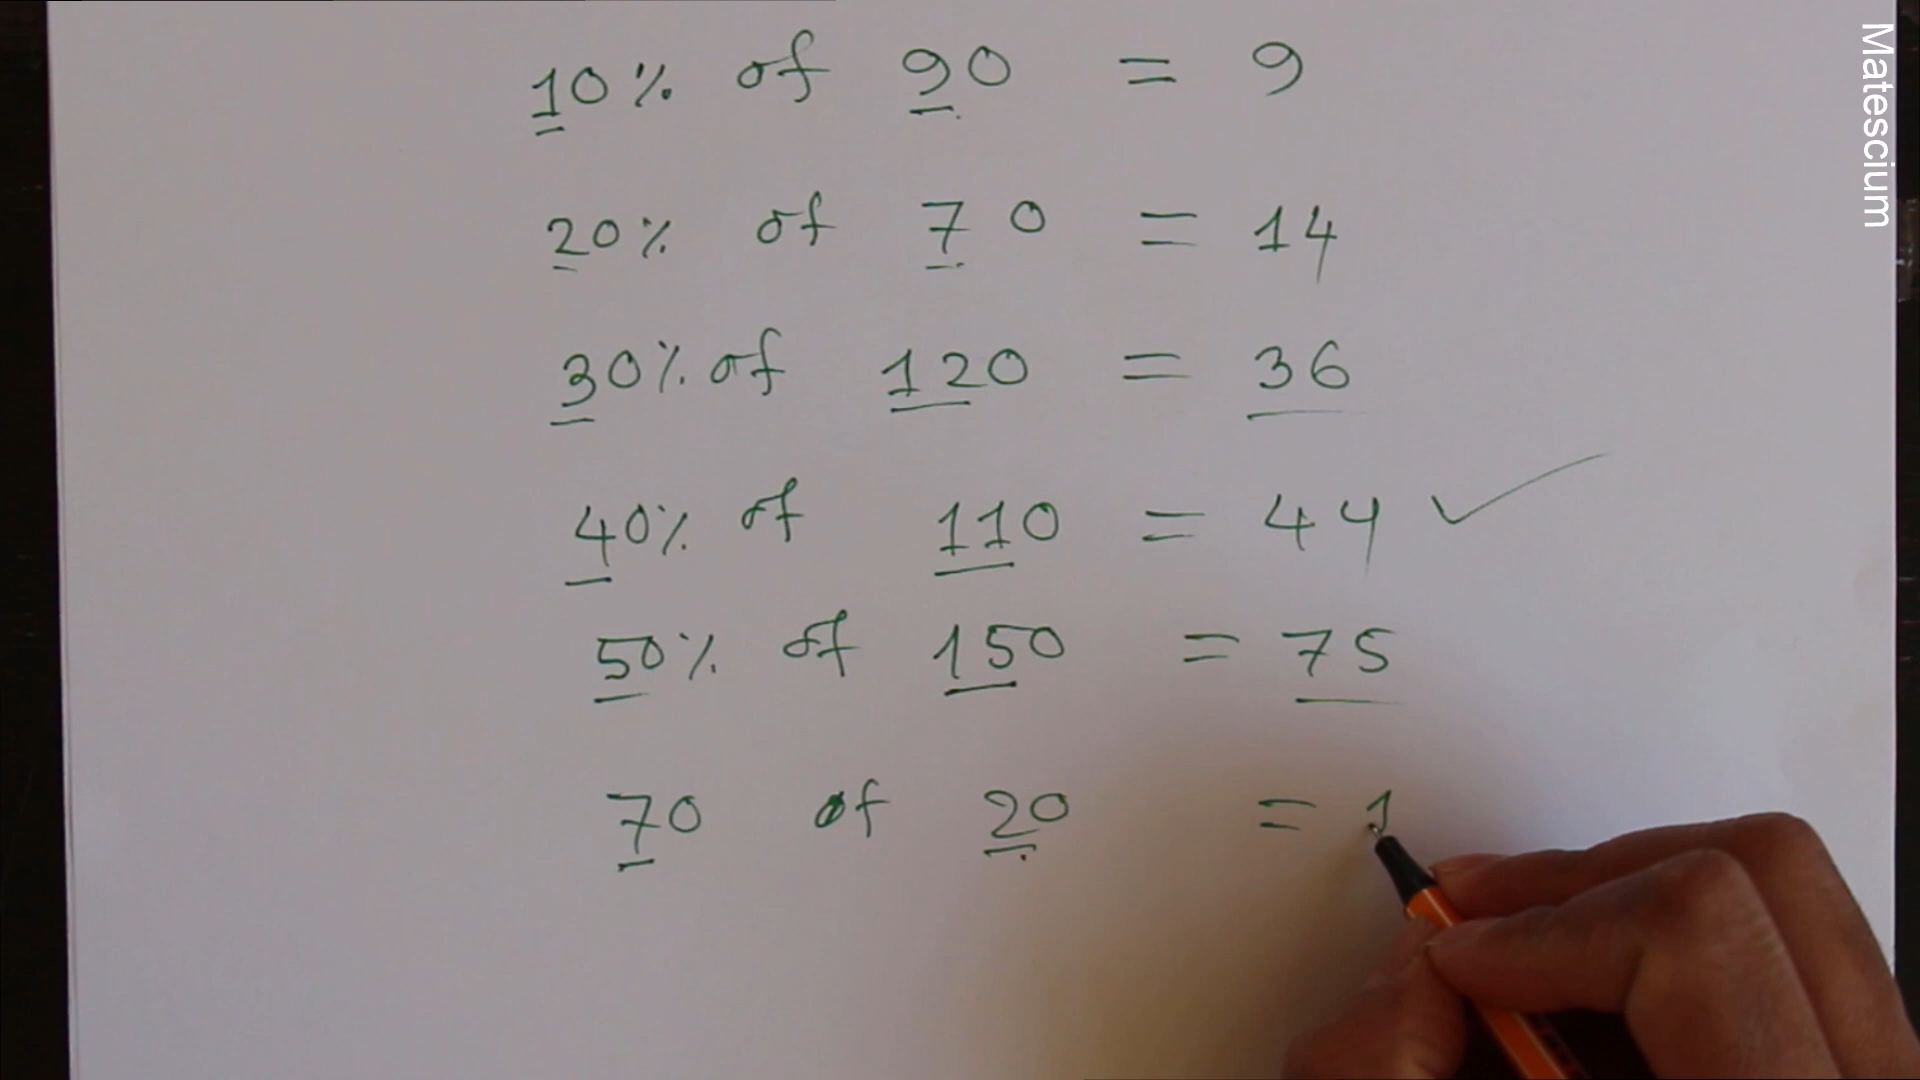 10% of 90 = 9
20% of 70 = 14
30% of 120 = 36
40% of 110 = 44 ✓
50% of 150 = 75
70 of 20 = 1
Matescium